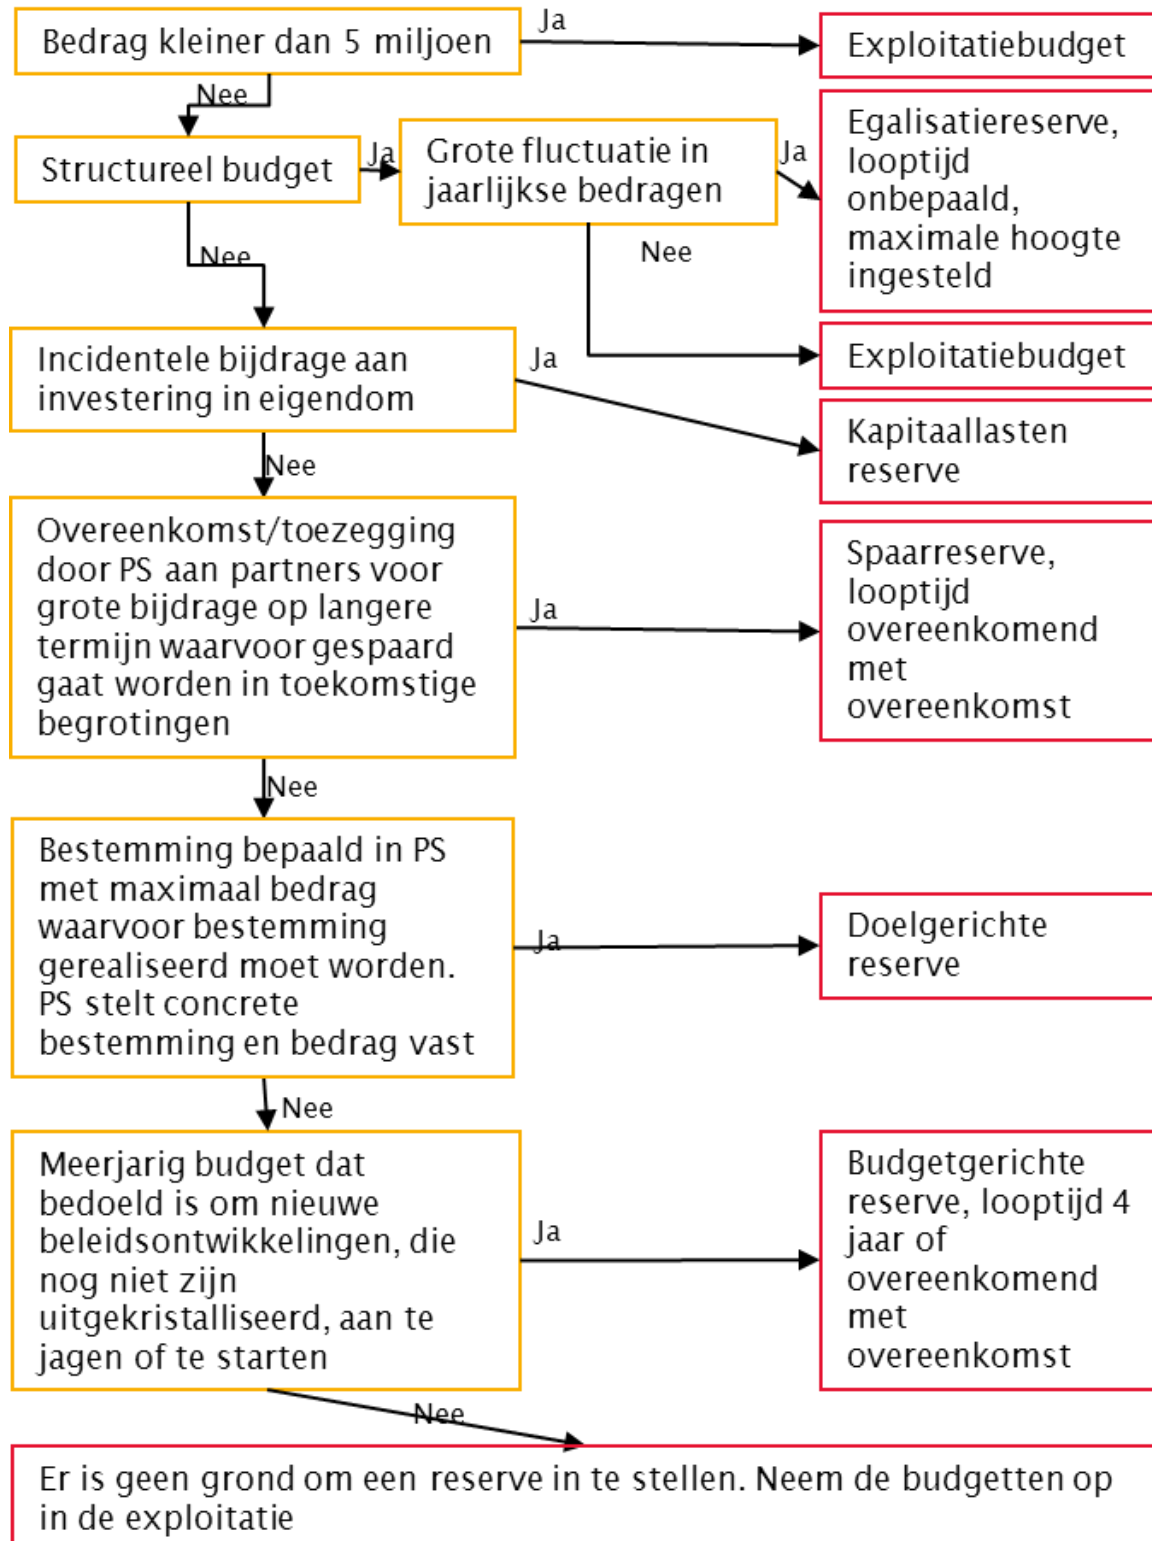 Bedrag kleiner dan 5 miljoen
Ja
Exploitatiebudget
Nee
Structureel budget
Ja
Grote fluctuatie in
jaarlijkse bedragen
Ja
Egalisatiereserve,
looptijd
onbepaald,
maximale hoogte
ingesteld
Nee
Nee
Exploitatiebudget
Incidentele bijdrage aan
investering in eigendom
Ja
Kapitaallasten
reserve
Nee
Overeenkomst/toezegging
door PS aan partners voor
grote bijdrage op langere
termijn waarvoor gespaard
gaat worden in toekomstige
begrotingen
Ja
Spaarreserve,
looptijd
overeenkomend
met
overeenkomst
Nee
Bestemming bepaald in PS
met maximaal bedrag
waarvoor bestemming
gerealiseerd moet worden.
PS stelt concrete
bestemming en bedrag vast
Ja
Doelgerichte
reserve
Nee
Meerjarig budget dat
bedoeld is om nieuwe
beleidsontwikkelingen, die
nog niet zijn
uitgekristalliseerd, aan te
jagen of te starten
Ja
Budgetgerichte
reserve, looptijd 4
jaar of
overeenkomend
met
overeenkomst
Nee
Er is geen grond om een reserve in te stellen. Neem de budgetten op
in de exploitatie